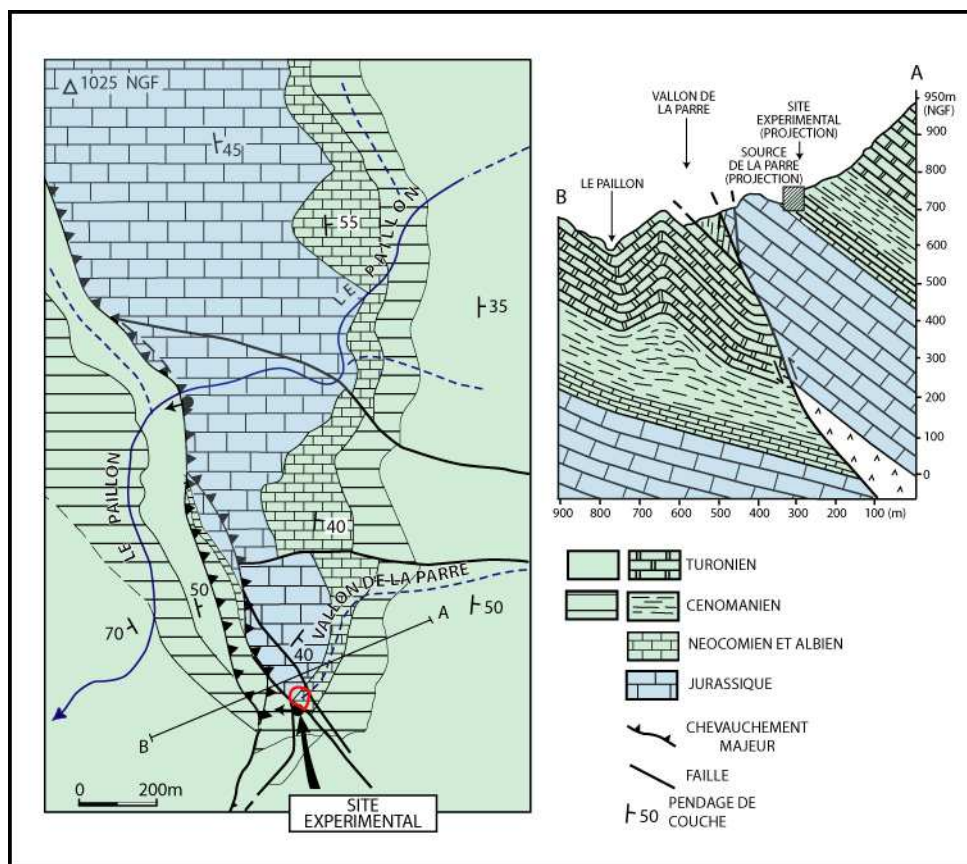 1025 NGF
45
55
LE PAILLON
35
LE PAILLON
40
50
VALLON DE LA PARRE
A
50
70
40
B
0 200m
SITE
EXPERIMENTAL
A
950m
(NGF)
900
800
700
600
500
400
300
200
100
0
VALLON DE
LA PARRE
SITE
EXPERIMENTAL
(PROJECTION)
SOURCE
DE LA PARRE
(PROJECTION)
LE PAILLON
B
900 800 700 600 500 400 300 200 100 (m)
TURONIEN
CENOMANIEN
NEOCOMIEN ET ALBIEN
JURASSIQUE
CHEVAUCHEMENT
MAJEUR
FAILLE
50 PENDAGE DE
COUCHE